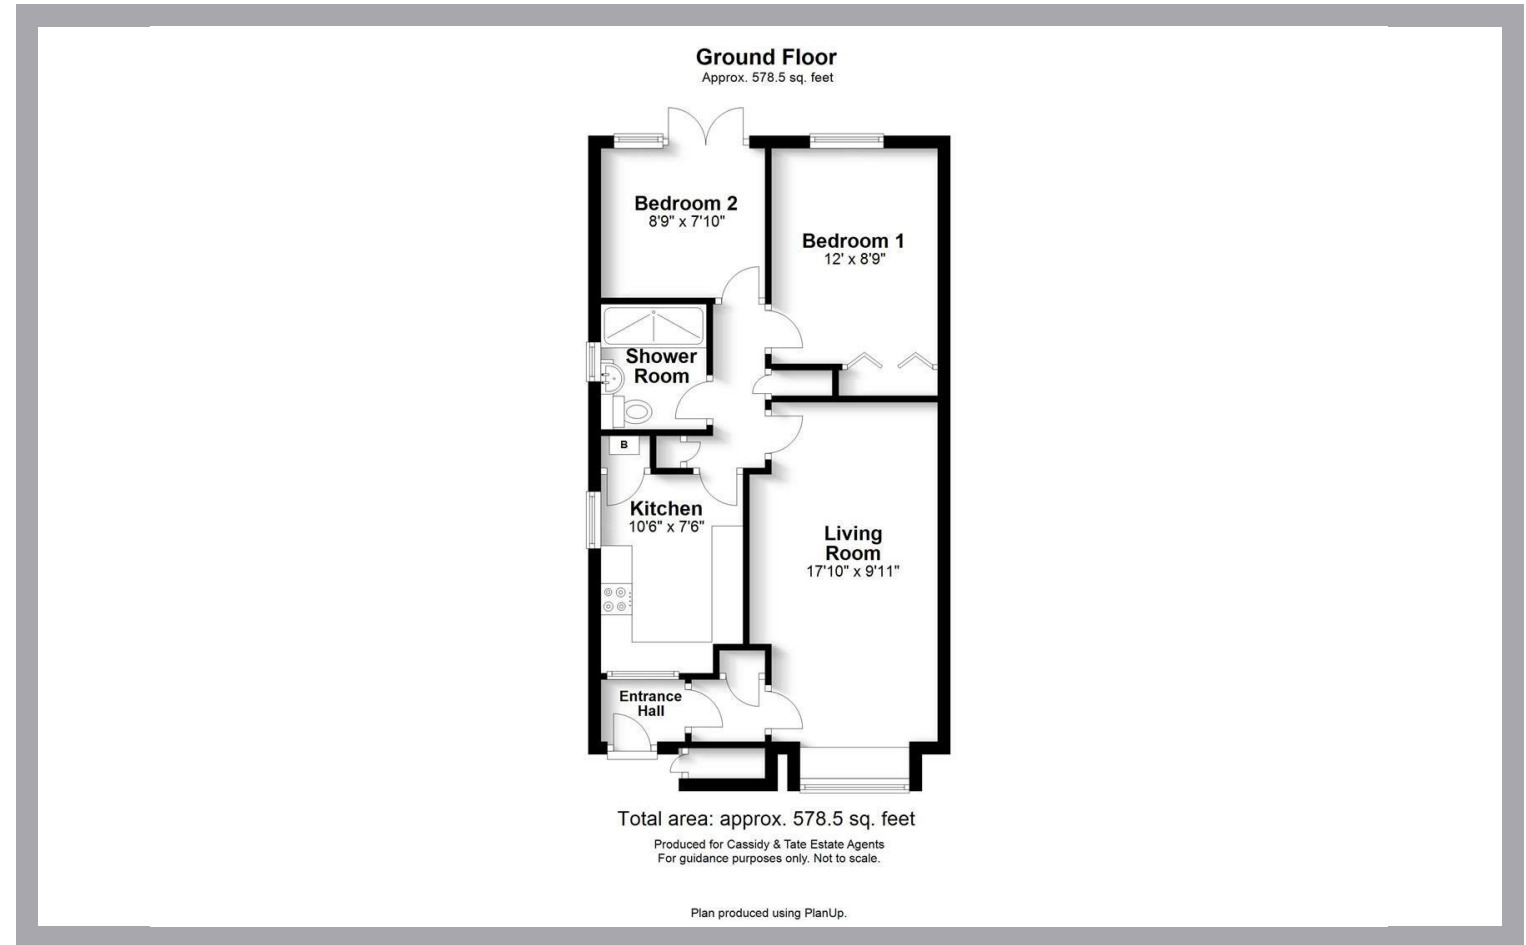 Ground Floor
Approx. 578.5 sq. feet
Bedroom 2
8'9" x 7'10"
Bedroom 1
12' x 8'9"
Shower
Room
B
Kitchen
10'6" x 7'6"
Living
Room
17'10" x 9'11"
Entrance
Hall
Total area: approx. 578.5 sq. feet
Produced for Cassidy & Tate Estate Agents
For guidance purposes only. Not to scale.
Plan produced using PlanUp.